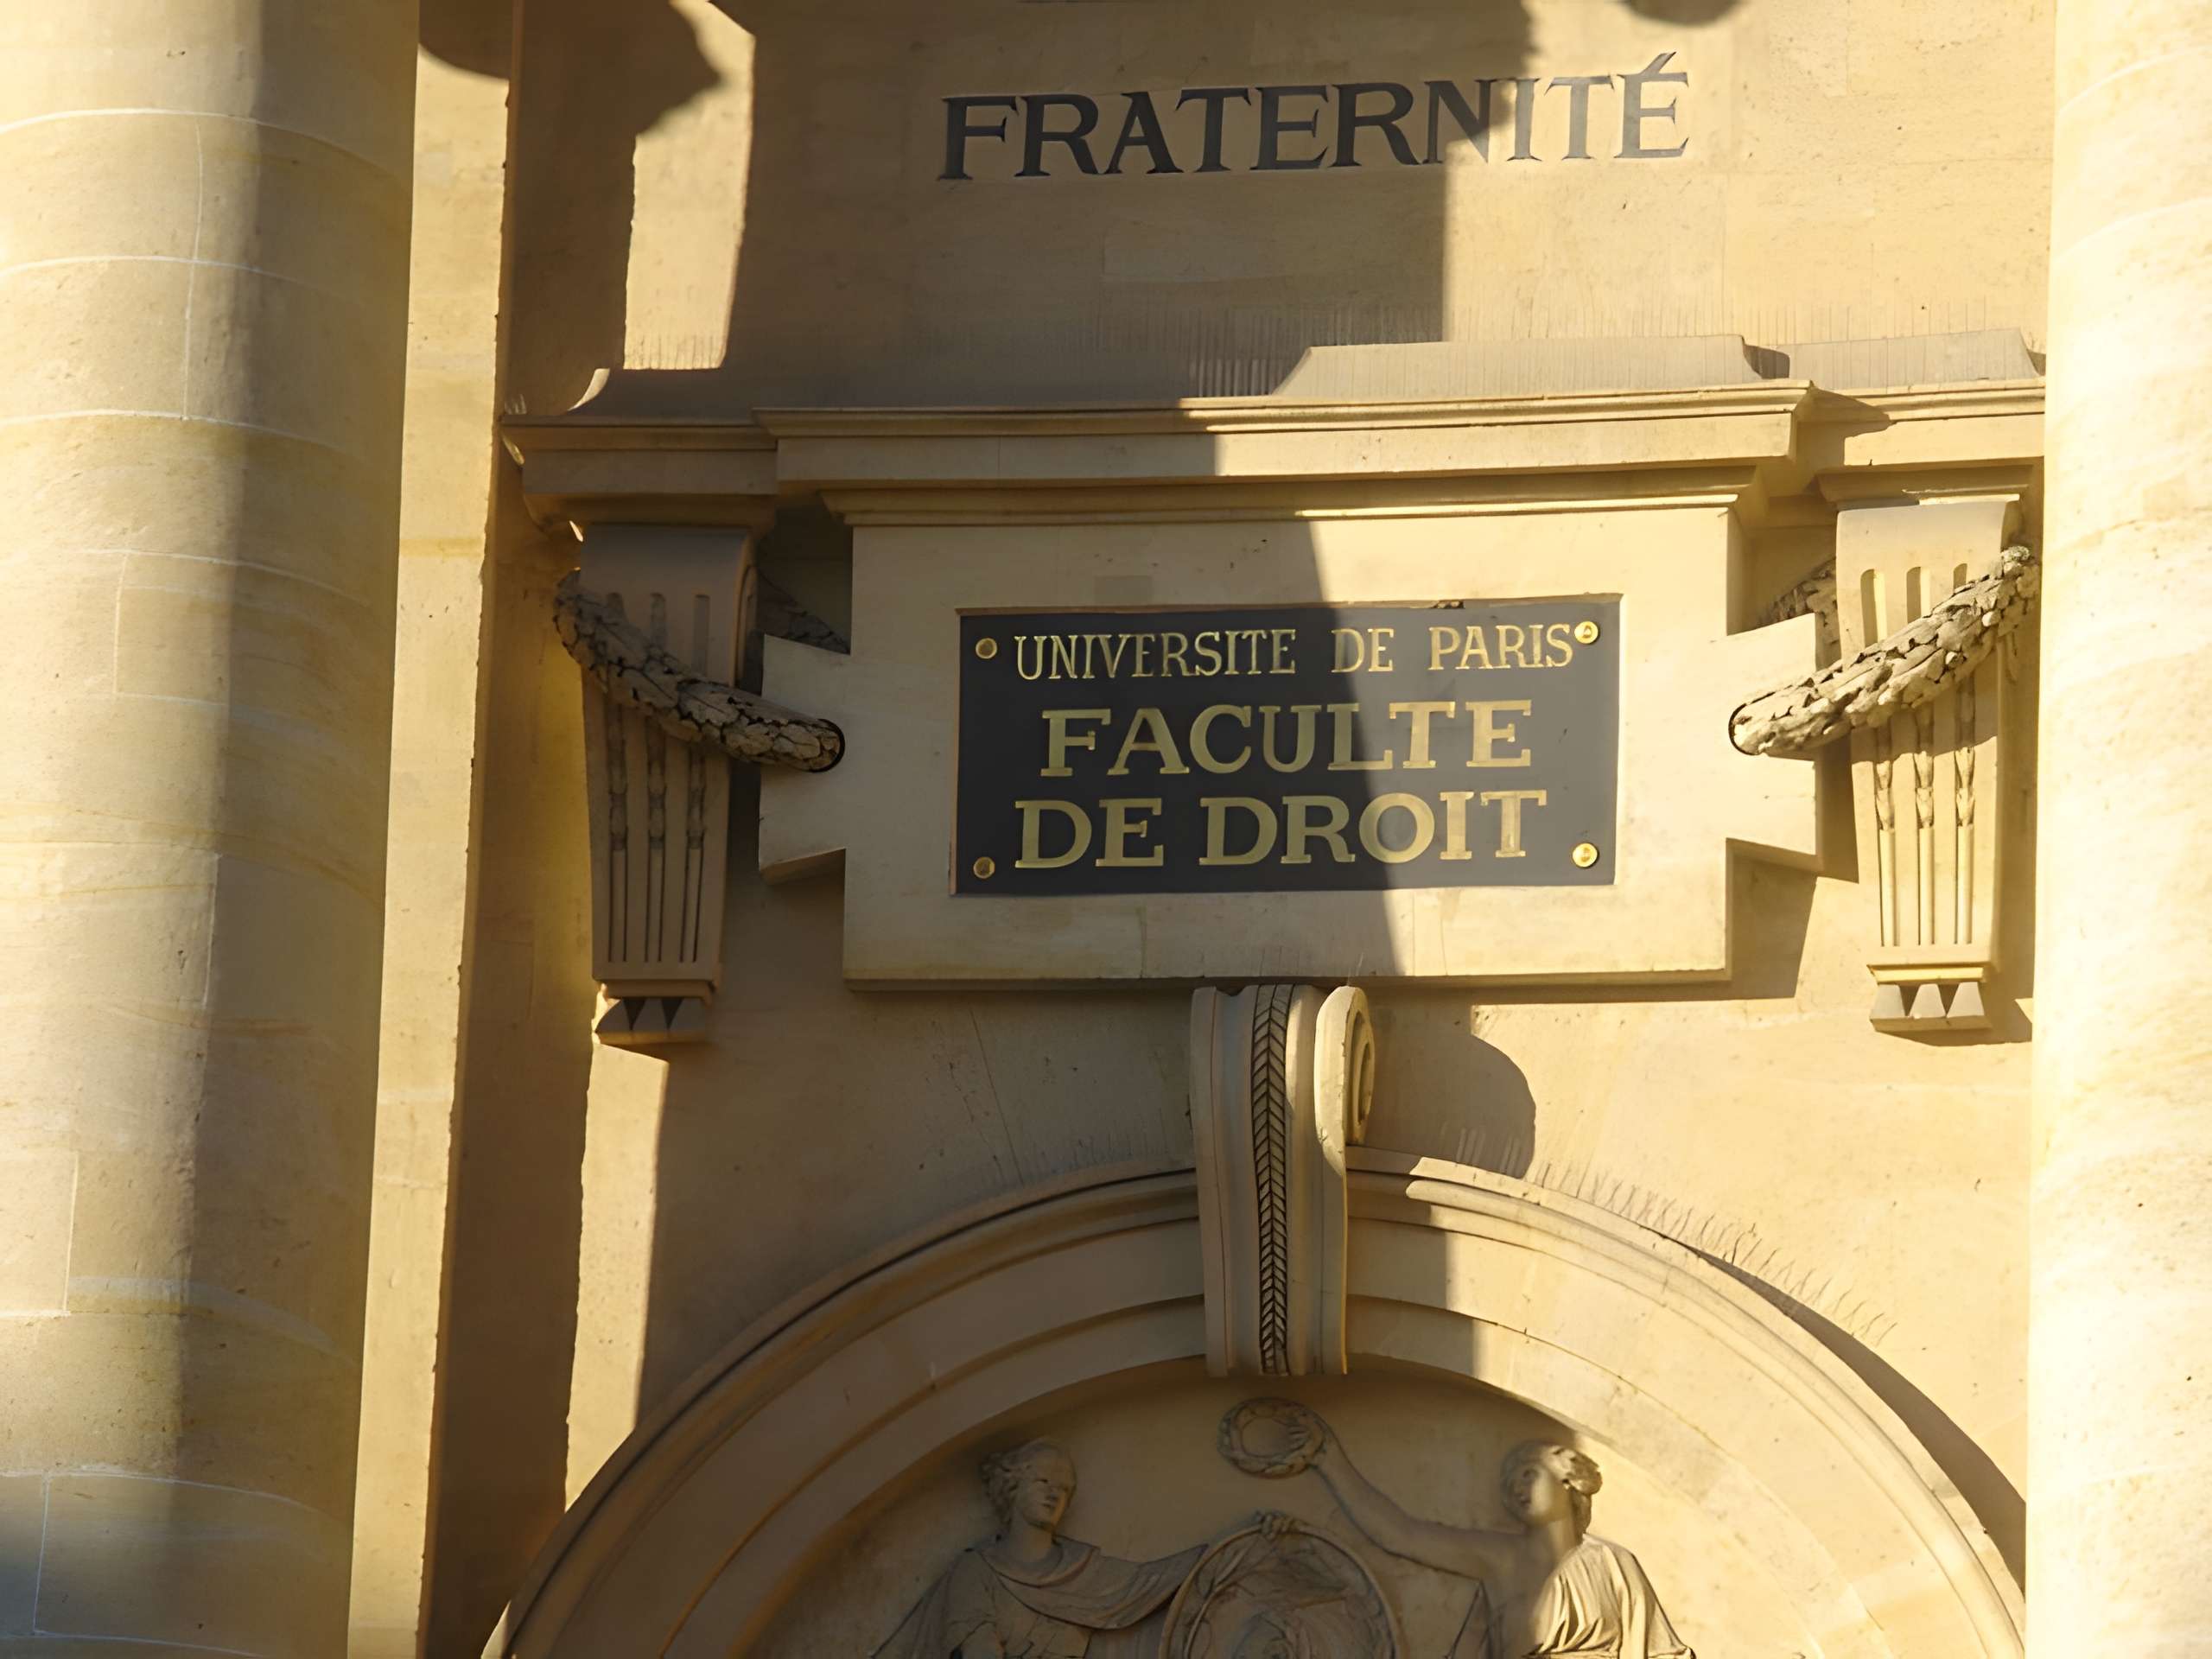 FRATERNITÉ
UNIVERSITE DE PARIS
FACULTE
DE DROIT